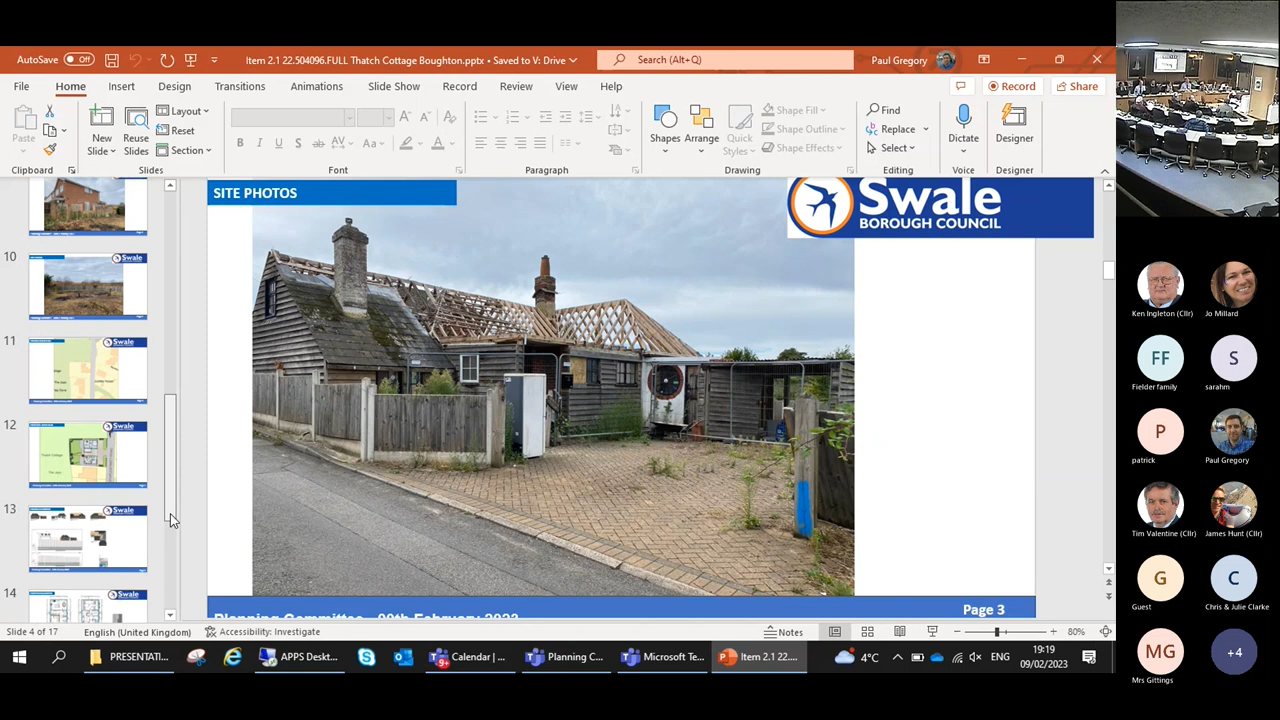 AutoSave Off
Item 2.1 22.504096.FULL Thatch Cottage Boughton.pptx • Saved to V: Drive
Search (Alt+Q)
Paul Gregory
File Home Insert Design Transitions Animations Slide Show Record Review View Help
Record
Share
Paste
New Slide
Reuse Slides
Layout
Reset
Section
B I U S ab AV Aa A
Shapes
Arrange
Quick Styles
Shape Fill
Shape Outline
Shape Effects
Find
Replace
Select
Dictate
Designer
Clipboard Slides Font Paragraph Drawing Editing Voice Designer
SITE PHOTOS
Swale
BOROUGH COUNCIL
10
11
12
13
14
Page 3
Slide 4 of 17 English (United Kingdom) Accessibility: Investigate Notes 80%
PRESENTATI...
APPS Deskt...
Calendar | ...
Planning C...
Microsoft Te...
Item 2.1 22....
4°C
ENG
19:19
09/02/2023
Ken Ingleton (Cllr)
Jo Millard
FF
Fielder family
S
sarahm
P
patrick
Paul Gregory
Tim Valentine (Cllr)
James Hunt (Cllr)
G
Guest
C
Chris & Julie Clarke
MG
Mrs Gittings
+4